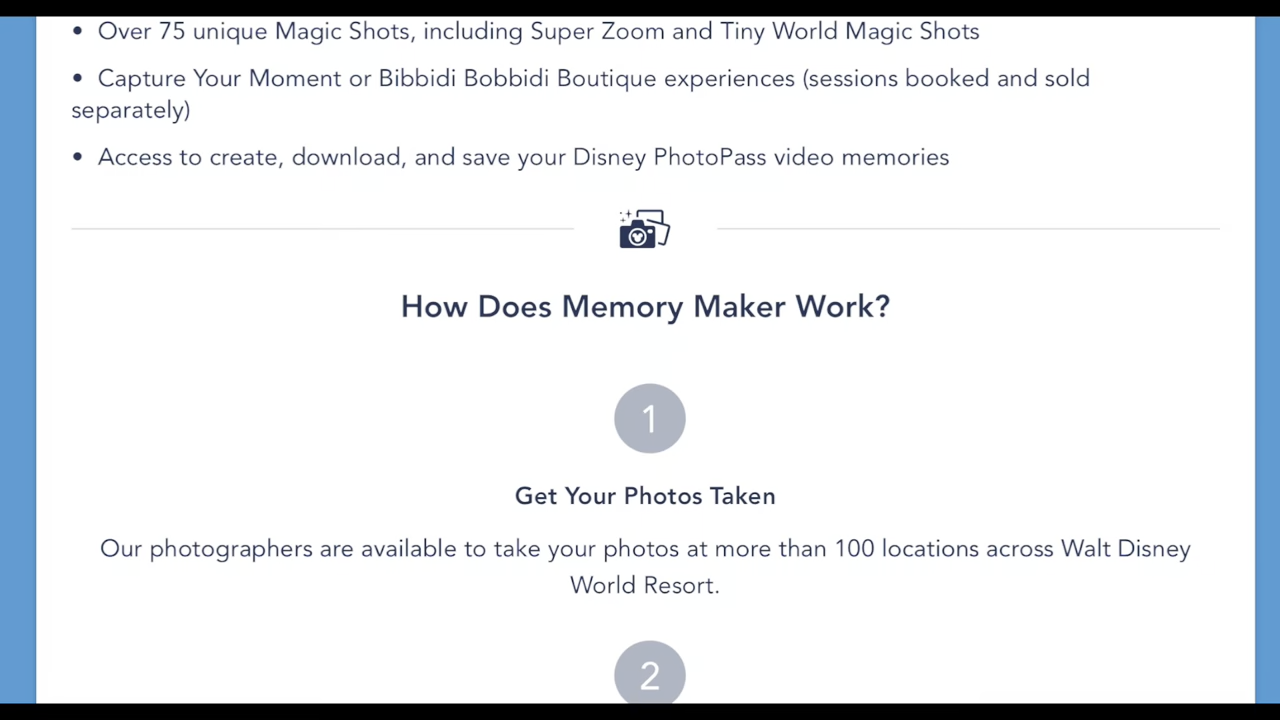 • Over 75 unique Magic Shots, including Super Zoom and Tiny World Magic Shots
• Capture Your Moment or Bibbidi Bobbidi Boutique experiences (sessions booked and sold
separately)
• Access to create, download, and save your Disney PhotoPass video memories
How Does Memory Maker Work?
1
Get Your Photos Taken
Our photographers are available to take your photos at more than 100 locations across Walt Disney
World Resort.
2